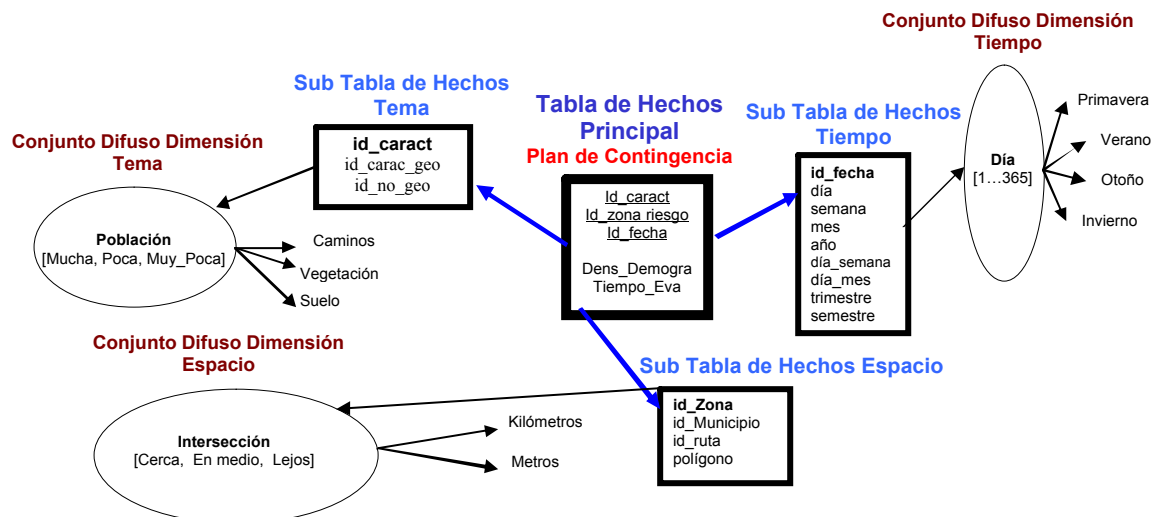 Conjunto Difuso Dimensión
Tiempo
Sub Tabla de Hechos
Tema
Tabla de Hechos
Principal
Plan de Contingencia
Sub Tabla de Hechos
Tiempo
Conjunto Difuso Dimensión
Tema
id_caract
id_carac_geo
id_no_geo
Id_caract
Id_zona riesgo
Id_fecha
Dens_Demogra
Tiempo_Eva
id_fecha
día
semana
mes
año
día_semana
día_mes
trimestre
semestre
Día
[1...365]
Primavera
Verano
Otoño
Invierno
Población
[Mucha, Poca, Muy_Poca]
Caminos
Vegetación
Suelo
Conjunto Difuso Dimensión
Espacio
Sub Tabla de Hechos Espacio
Intersección
[Cerca, En medio, Lejos]
Kilómetros
Metros
id_Zona
id_Municipio
id_ruta
polígono